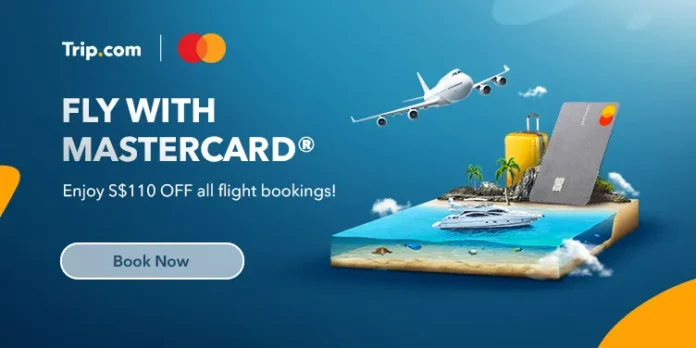 Trip.com
FLY WITH
MASTERCARD®
Enjoy S$110 OFF all flight bookings!
Book Now